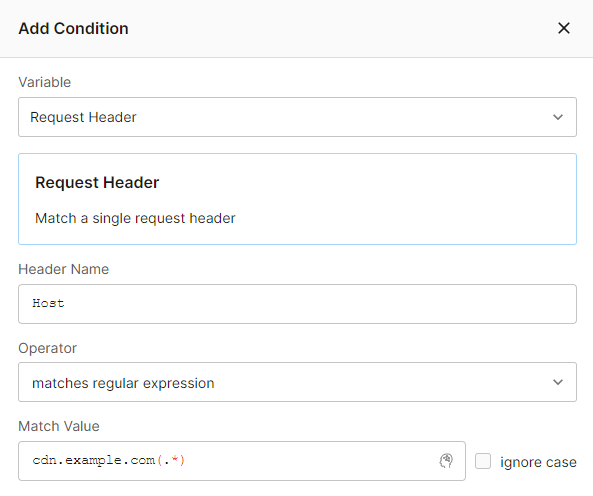 Add Condition
Variable
Request Header
Request Header
Match a single request header
Header Name
Host
Operator
matches regular expression
Match Value
cdn.example.com(.*)
ignore case